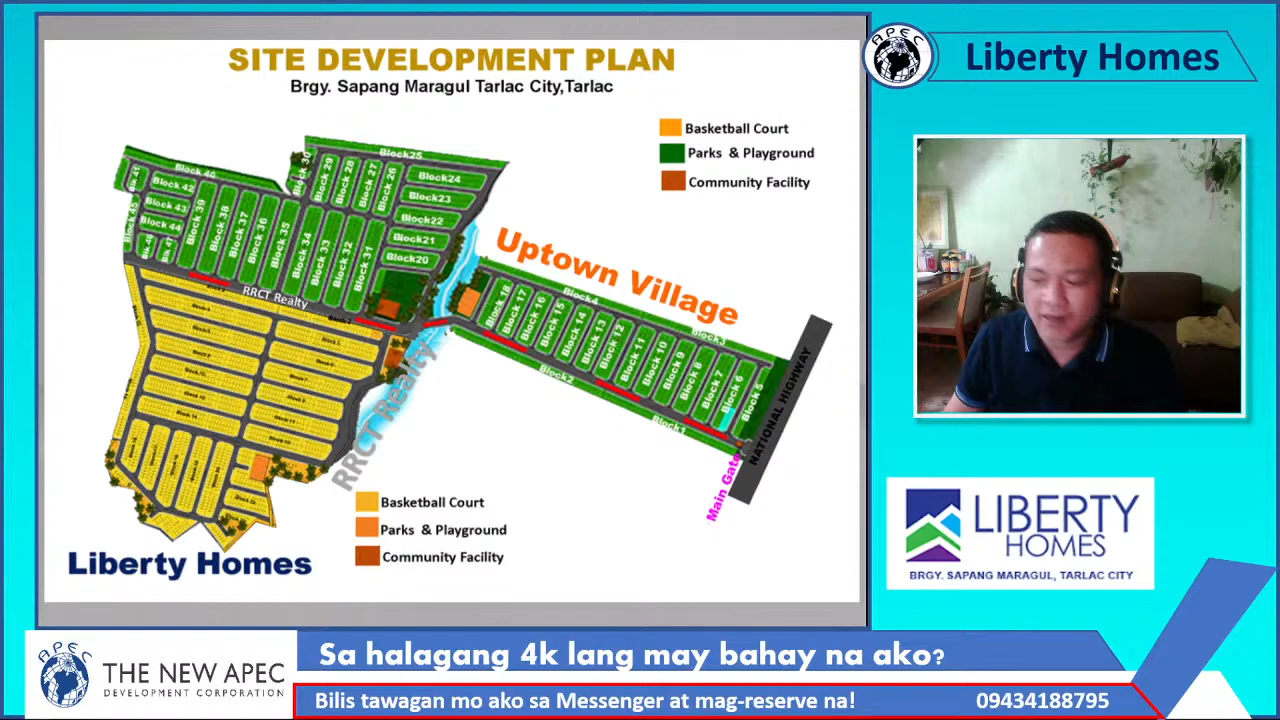 SITE DEVELOPMENT PLAN
Brgy. Sapang Maragul Tarlac City,Tarlac
Basketball Court
Parks & Playground
Community Facility
Block25
Block 30
Block 29
Block 28
Block 27
Block 26
Block24
Block23
Block22
Block21
Block20
Block 40
Blk 41
Block 42
Block 43
Block 44
Block 45
Blk 46
Blk 47
Block 39
Block 38
Block 37
Block 36
Block 35
Block 34
Block 33
Block 32
Block 31
RRCT Realty
Uptown Village
Block4
Block3
Block 18
Block 17
Block 16
Block 15
Block 14
Block 13
Block 12
Block 11
Block 10
Block 9
Block 8
Block 7
Block 6
Block 5
Block2
Block1
NATIONAL HIGHWAY
Main Gate
RRCT Realty
Basketball Court
Parks & Playground
Community Facility
Liberty Homes
APEC
Liberty Homes
LIBERTY
HOMES
BRGY. SAPANG MARAGUL, TARLAC CITY
APEC
THE NEW APEC
DEVELOPMENT CORPORATION
Sa halagang 4k lang may bahay na ako?
Bilis tawagan mo ako sa Messenger at mag-reserve na! 09434188795